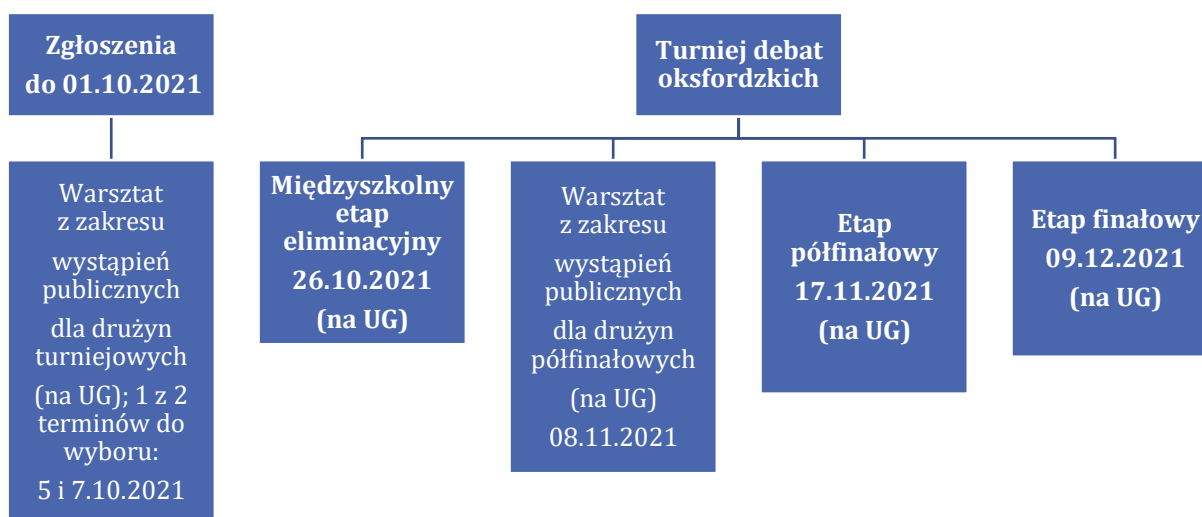 Zgłoszenia
do 01.10.2021
Turniej debat
oksfordzkich
Warsztat
z zakresu
wystąpień
publicznych
dla drużyn
turniejowych
(na UG); 1 z 2
terminów do
wyboru:
5 i 7.10.2021
Międzyszkolny
etap
eliminacyjny
26.10.2021
(na UG)
Warsztat
z zakresu
wystąpień
publicznych
dla drużyn
półfinałowych
(na UG)
08.11.2021
Etap
półfinałowy
17.11.2021
(na UG)
Etap finałowy
09.12.2021
(na UG)